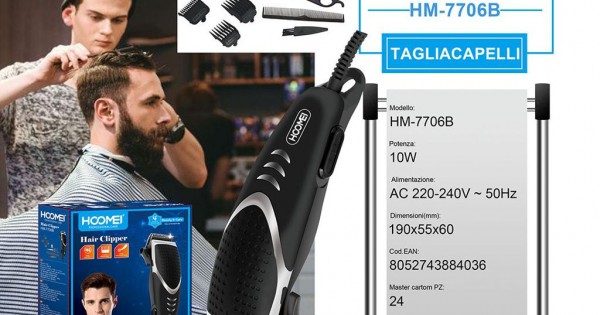 HM-7706B
TAGLIACAPELLI
Modello:
HM-7706B
Potenza:
10W
Alimentazione:
AC 220-240V ~ 50Hz
Dimensioni(mm):
190x55x60
Cod.EAN:
8052743884036
Master cartom PZ:
24
HOOMEI
HOOMEI
Hair Clipper